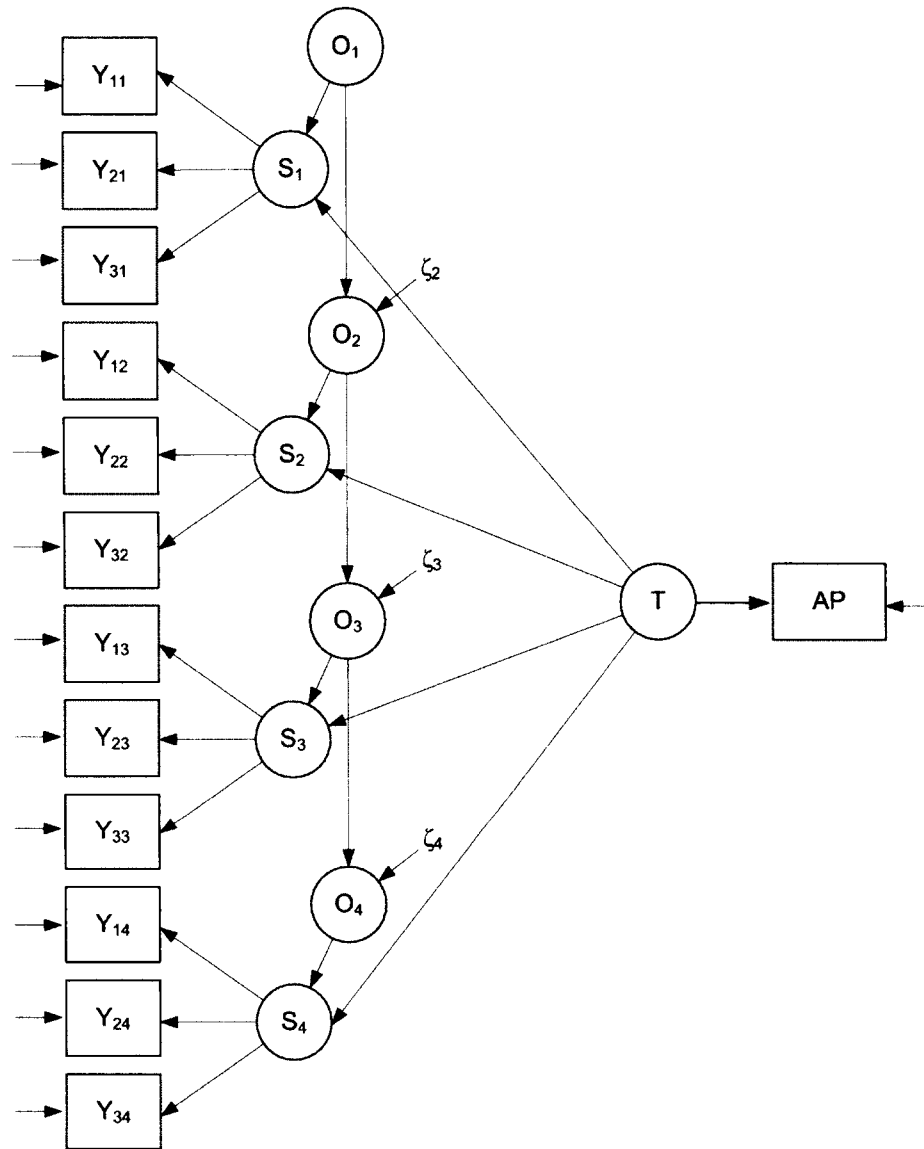 O₁
Y₁₁
S₁
Y₂₁
Y₃₁
ζ₂
O₂
Y₁₂
S₂
Y₂₂
Y₃₂
ζ₃
T
AP
O₃
Y₁₃
S₃
Y₂₃
Y₃₃
ζ₄
O₄
Y₁₄
S₄
Y₂₄
Y₃₄